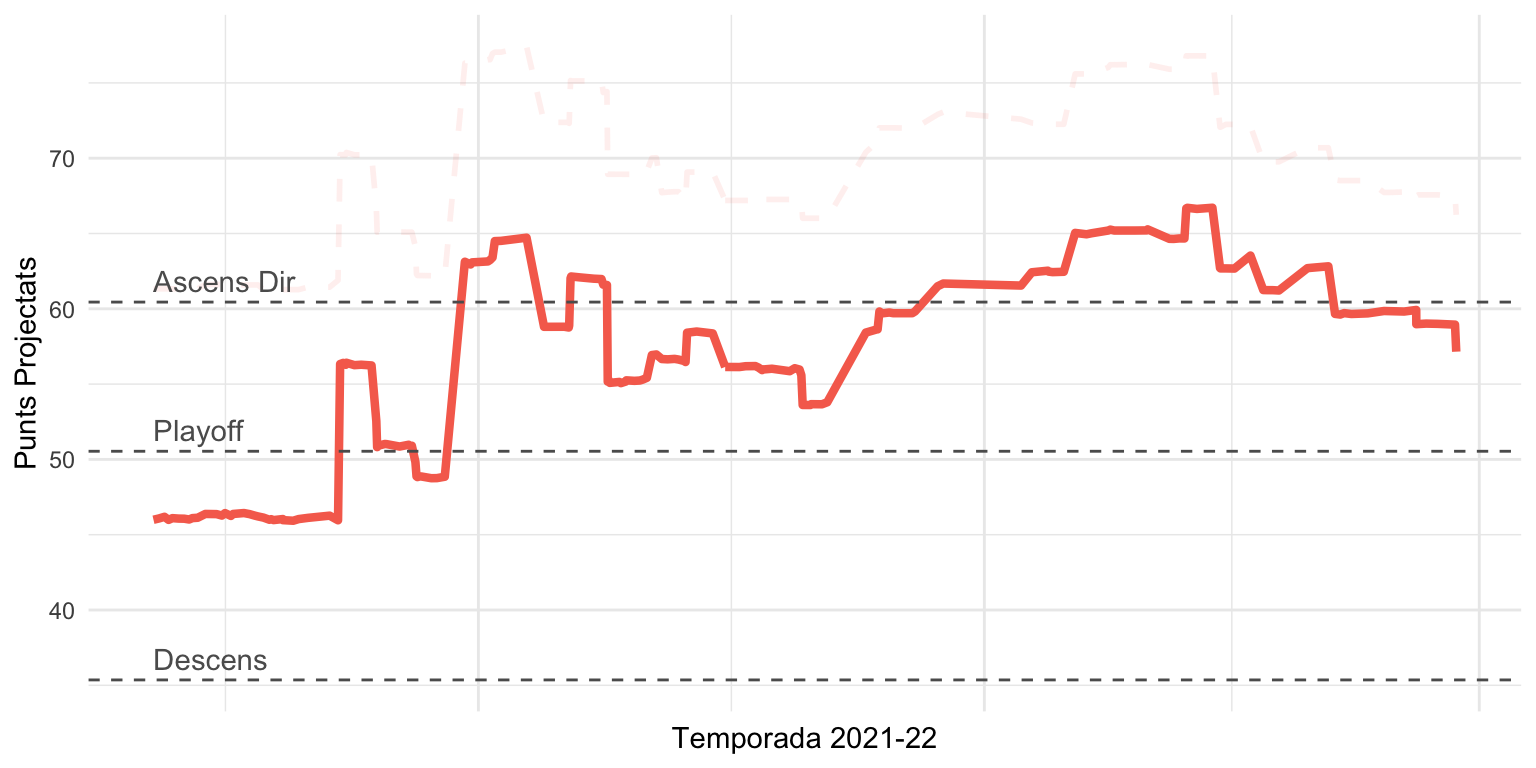 Punts Projectats
70
60
50
40
Ascens Dir
Playoff
Descens
Temporada 2021-22